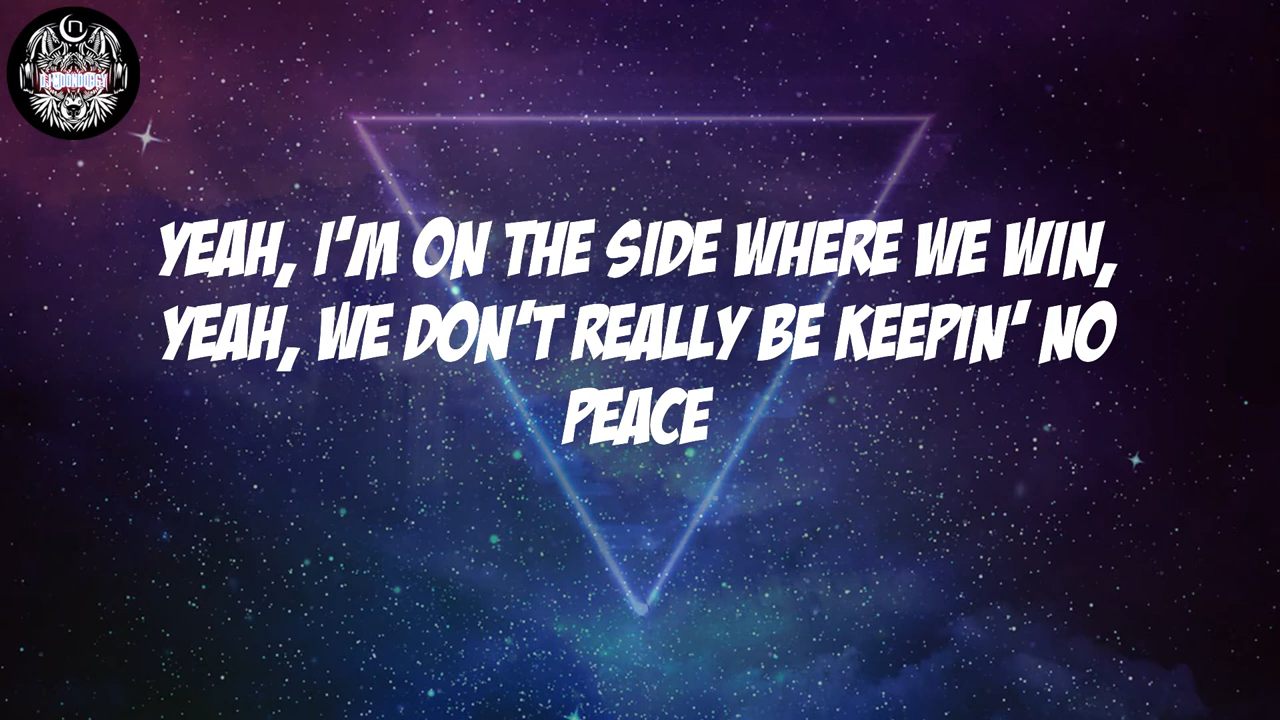 YEAH, I'M ON THE SIDE WHERE WE WIN,
YEAH, WE DON'T REALLY BE KEEPIN' NO
PEACE